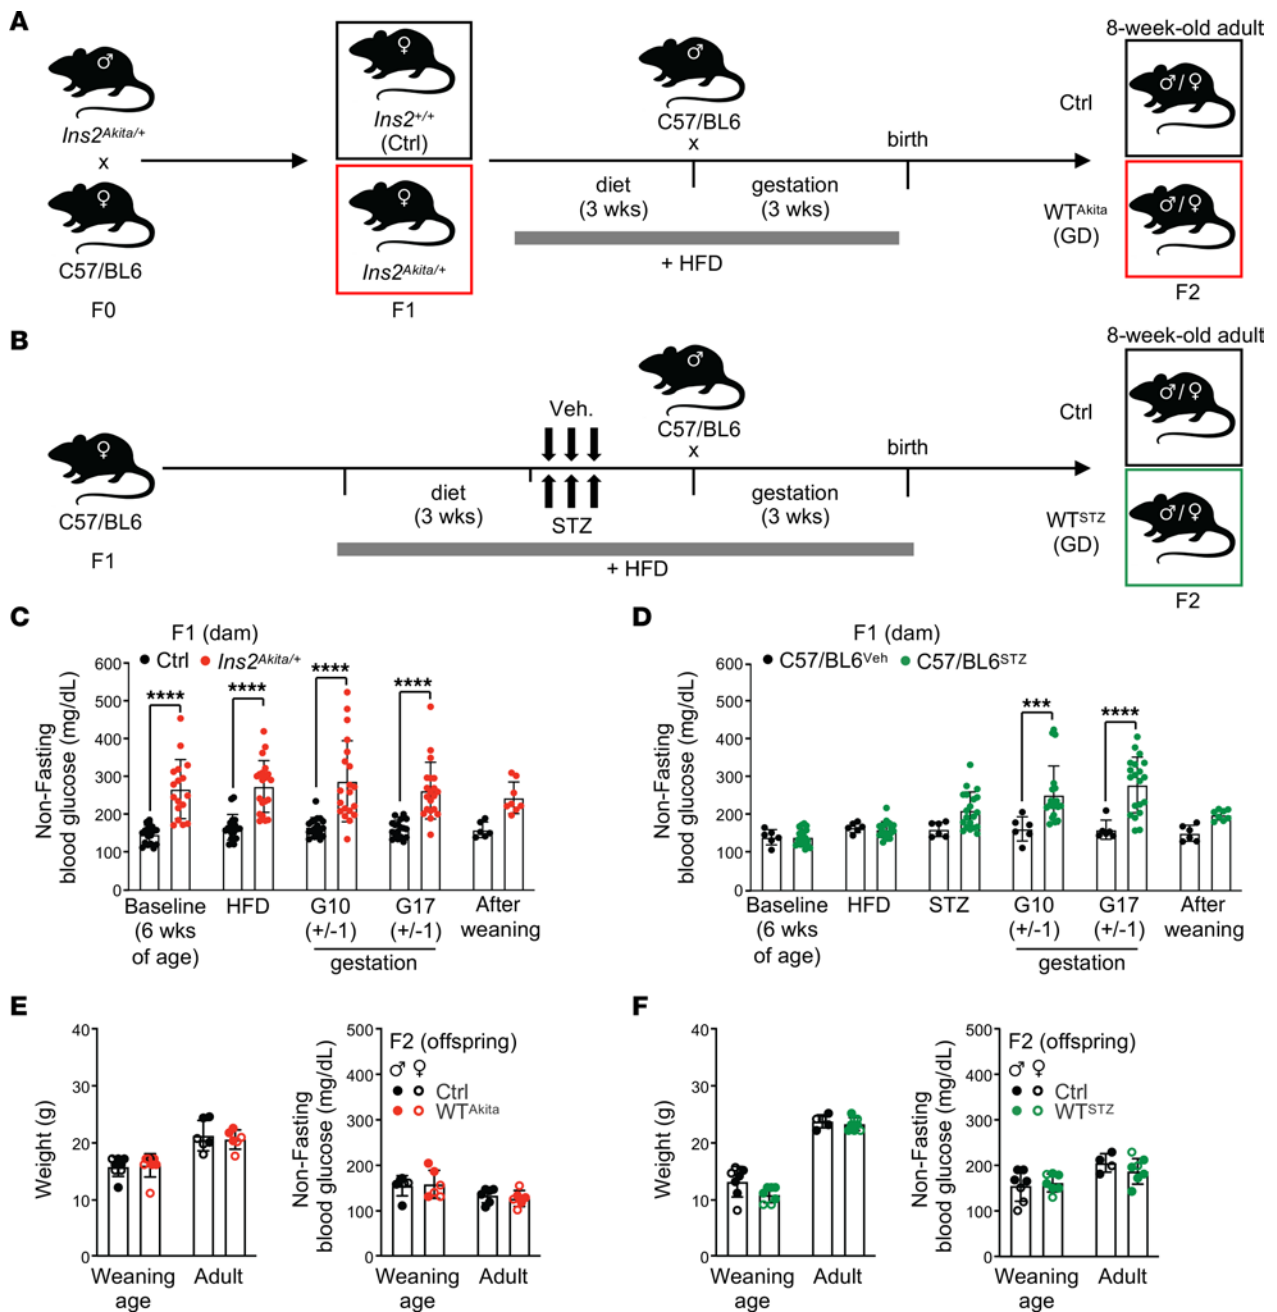 A
8-week-old adult
♂
♀
♂
♂/♀
Ins2Akita/+
Ins2+/+
(Ctrl)
C57/BL6
Ctrl
x
x
birth
♀
♀
diet
(3 wks)
gestation
(3 wks)
WTAkita
(GD)
♂/♀
C57/BL6
Ins2Akita/+
+ HFD
F0
F1
F2
B
8-week-old adult
♂
♂/♀
Veh.
Ctrl
♀
C57/BL6
x
birth
C57/BL6
diet
(3 wks)
STZ
gestation
(3 wks)
WTSTZ
(GD)
♂/♀
F1
+ HFD
F2
C
F1 (dam)
Ctrl Ins2Akita/+
Non-Fasting
blood glucose (mg/dL)
600
500
400
300
200
100
0
**** **** **** ****
Baseline
(6 wks
of age)
HFD
G10
(+/-1)
G17
(+/-1)
After
weaning
gestation
D
F1 (dam)
C57/BL6Veh C57/BL6STZ
Non-Fasting
blood glucose (mg/dL)
600
500
400
300
200
100
0
*** ****
Baseline
(6 wks
of age)
HFD
STZ
G10
(+/-1)
G17
(+/-1)
After
weaning
gestation
E
Weight (g)
40
30
20
10
0
Weaning
age
Adult
Non-Fasting
blood glucose (mg/dL)
500
400
300
200
100
0
F2 (offspring)
♂ ♀
Ctrl
WTAkita
Weaning
age
Adult
F
Weight (g)
40
30
20
10
0
Weaning
age
Adult
Non-Fasting
blood glucose (mg/dL)
500
400
300
200
100
0
F2 (offspring)
♂ ♀
Ctrl
WTSTZ
Weaning
age
Adult